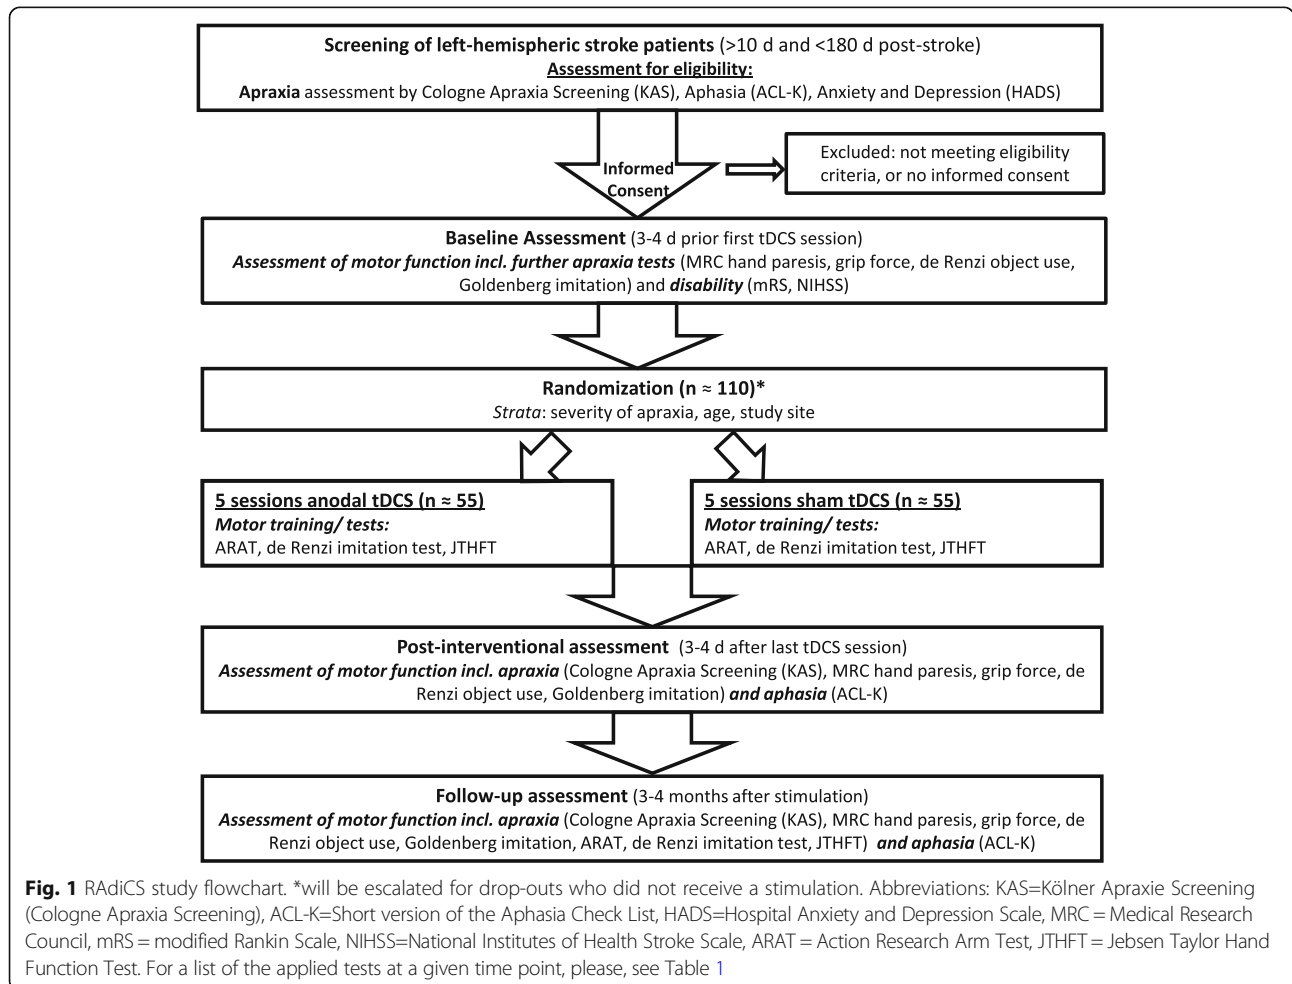 Screening of left-hemispheric stroke patients (>10 d and <180 d post-stroke)
Assessment for eligibility:
Apraxia assessment by Cologne Apraxia Screening (KAS), Aphasia (ACL-K), Anxiety and Depression (HADS)
Informed
Consent
Excluded: not meeting eligibility
criteria, or no informed consent
Baseline Assessment (3-4 d prior first tDCS session)
Assessment of motor function incl. further apraxia tests (MRC hand paresis, grip force, de Renzi object use,
Goldenberg imitation) and disability (mRS, NIHSS)
Randomization (n ≈ 110)*
Strata: severity of apraxia, age, study site
5 sessions anodal tDCS (n ≈ 55)
Motor training/ tests:
ARAT, de Renzi imitation test, JTHFT
5 sessions sham tDCS (n ≈ 55)
Motor training/ tests:
ARAT, de Renzi imitation test, JTHFT
Post-interventional assessment (3-4 d after last tDCS session)
Assessment of motor function incl. apraxia (Cologne Apraxia Screening (KAS), MRC hand paresis, grip force, de
Renzi object use, Goldenberg imitation) and aphasia (ACL-K)
Follow-up assessment (3-4 months after stimulation)
Assessment of motor function incl. apraxia (Cologne Apraxia Screening (KAS), MRC hand paresis, grip force, de
Renzi object use, Goldenberg imitation, ARAT, de Renzi imitation test, JTHFT) and aphasia (ACL-K)
Fig. 1 RAdiCS study flowchart. *will be escalated for drop-outs who did not receive a stimulation. Abbreviations: KAS=Kölner Apraxie Screening
(Cologne Apraxia Screening), ACL-K=Short version of the Aphasia Check List, HADS=Hospital Anxiety and Depression Scale, MRC = Medical Research
Council, mRS = modified Rankin Scale, NIHSS=National Institutes of Health Stroke Scale, ARAT = Action Research Arm Test, JTHFT = Jebsen Taylor Hand
Function Test. For a list of the applied tests at a given time point, please, see Table 1